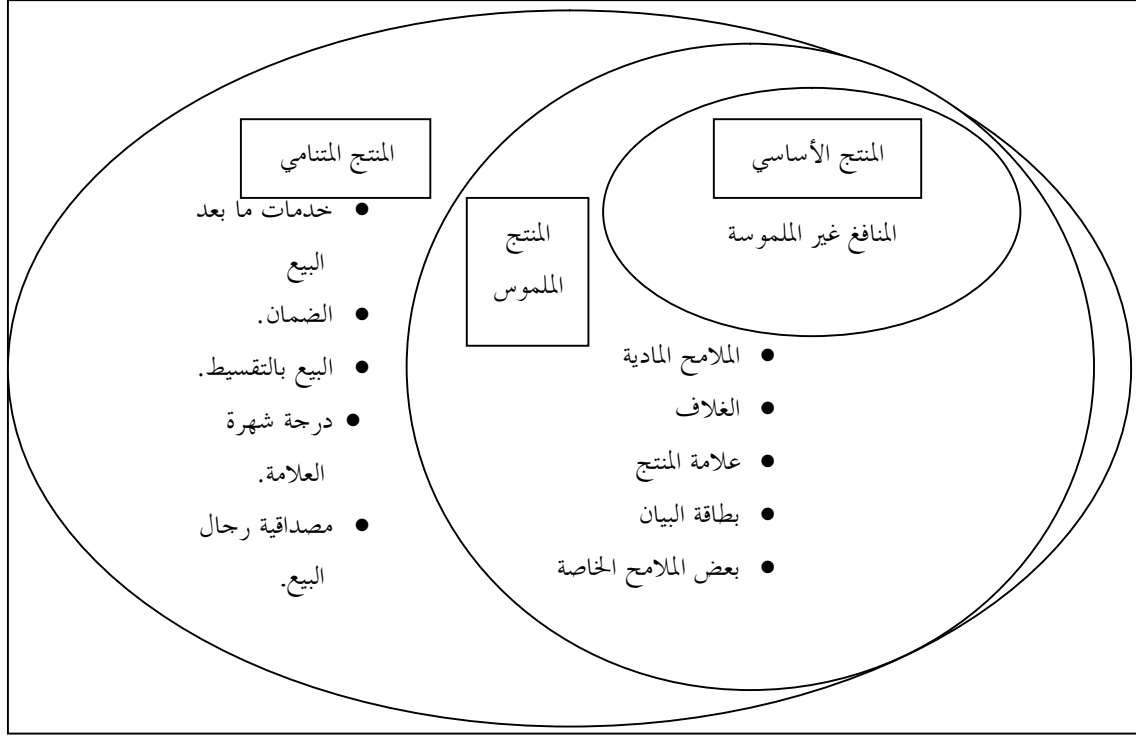 المنتج الأساسي
المنافغ غير الملموسة
المنتج
الملموس
● الملامح المادية
● الغلاف
● علامة المنتج
● بطاقة البيان
● بعض الملامح الخاصة
المنتج المتنامي
● خدمات ما بعد
البيع
● الضمان.
● البيع بالتقسيط.
● درجة شهرة
العلامة.
● مصداقية رجال
البيع.